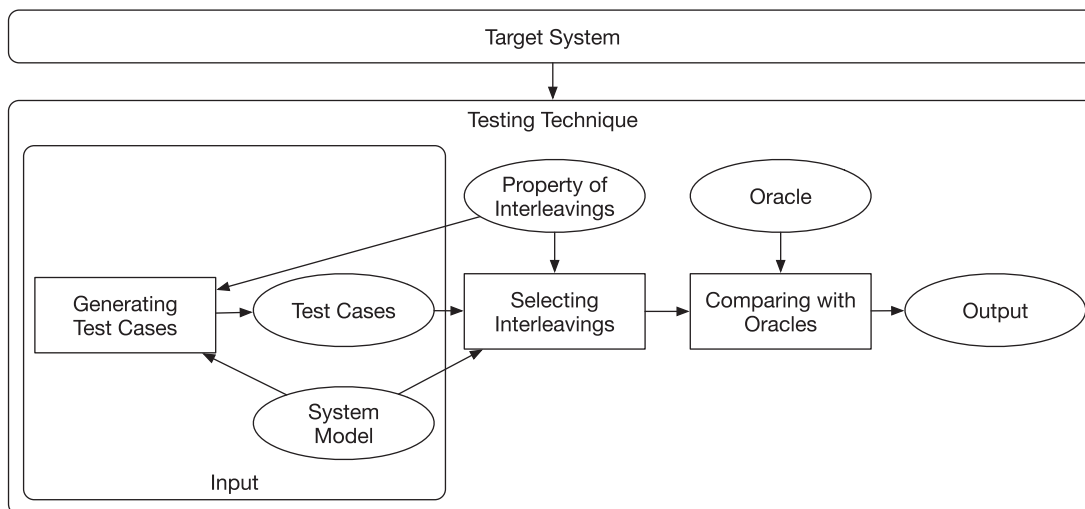 Target System
Testing Technique
Property of
Interleavings
Oracle
Generating
Test Cases
Test Cases
Selecting
Interleavings
Comparing with
Oracles
Output
System
Model
Input